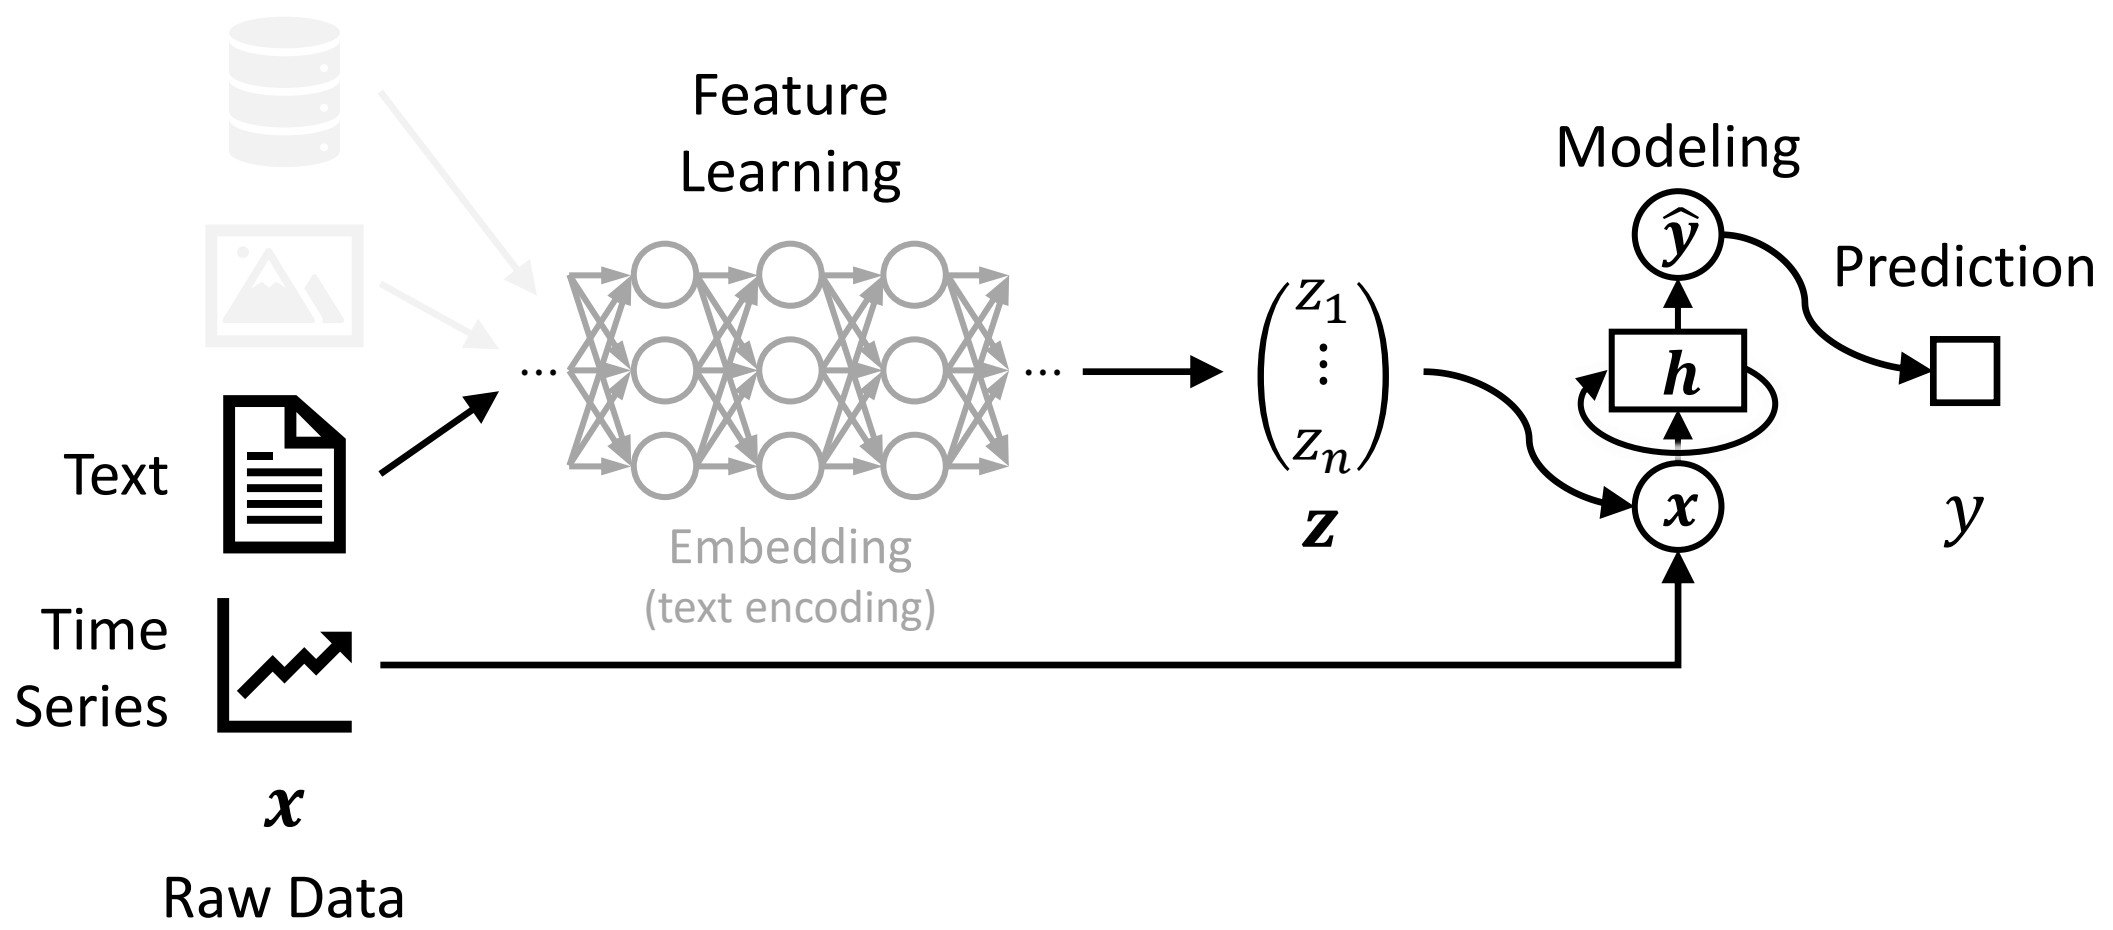 Feature
Learning
Modeling
ŷ
Prediction
h
z₁
⋮
zₙ
z
x
y
...
...
Text
Embedding
(text encoding)
Time
Series
x
Raw Data